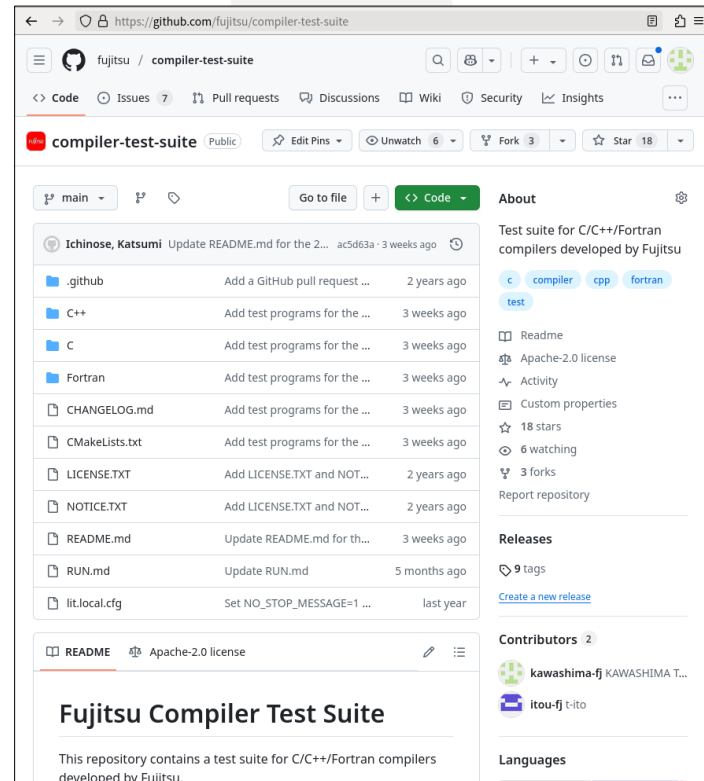 https://github.com/fujitsu/compiler-test-suite
fujitsu / compiler-test-suite
Code Issues 7 Pull requests Discussions Wiki Security Insights
FUJITSU compiler-test-suite Public Edit Pins Unwatch 6 Fork 3 Star 18
main Go to file Code
Ichinose, Katsumi Update README.md for the 2... ac5d63a · 3 weeks ago
.github Add a GitHub pull request ... 2 years ago
C++ Add test programs for the ... 3 weeks ago
C Add test programs for the ... 3 weeks ago
Fortran Add test programs for the ... 3 weeks ago
CHANGELOG.md Add test programs for the ... 3 weeks ago
CMakeLists.txt Add test programs for the ... 3 weeks ago
LICENSE.TXT Add LICENSE.TXT and NOT... 2 years ago
NOTICE.TXT Add LICENSE.TXT and NOT... 2 years ago
README.md Update README.md for th... 3 weeks ago
RUN.md Update RUN.md 5 months ago
lit.local.cfg Set NO_STOP_MESSAGE=1 ... last year
README Apache-2.0 license
Fujitsu Compiler Test Suite
This repository contains a test suite for C/C++/Fortran compilers
developed by Fujitsu.
About
Test suite for C/C++/Fortran
compilers developed by Fujitsu
c compiler cpp fortran
test
Readme
Apache-2.0 license
Activity
Custom properties
18 stars
6 watching
3 forks
Report repository
Releases
9 tags
Create a new release
Contributors 2
kawashima-fj KAWASHIMA T...
itou-fj t-ito
Languages